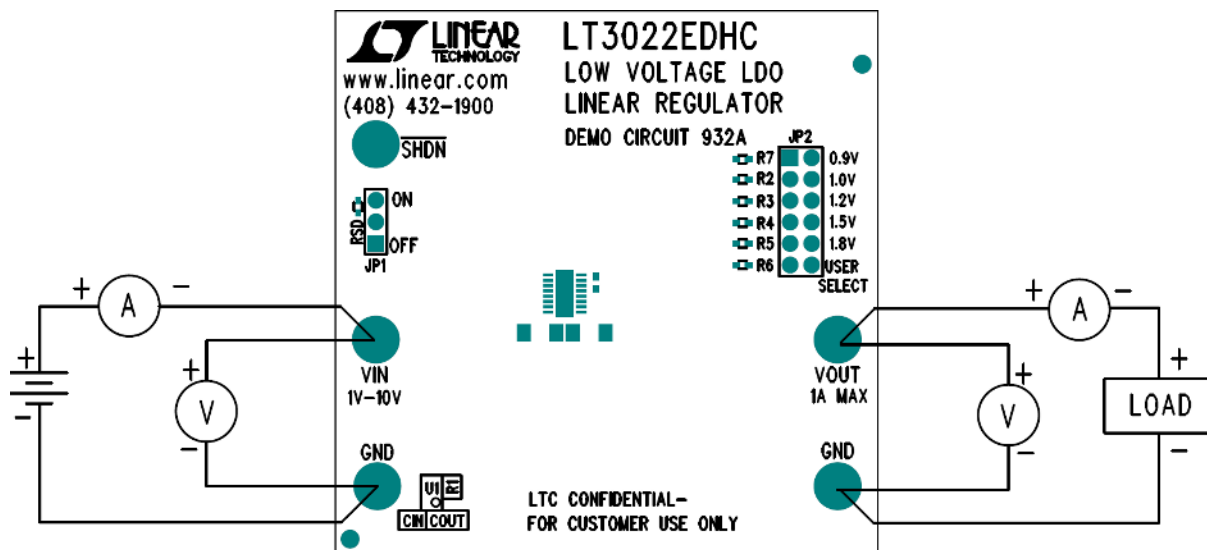 LINEAR
TECHNOLOGY
www.linear.com
(408) 432-1900
LT3022EDHC
LOW VOLTAGE LDO
LINEAR REGULATOR
DEMO CIRCUIT 932A
SHDN
JP2
R7 0.9V
R2 1.0V
R3 1.2V
R4 1.5V
R5 1.8V
R6 USER
SELECT
ON
RSD
OFF
JP1
+ A -
+
-
+
V
-
VIN
1V-10V
GND
U1
R1
CIN COUT
LTC CONFIDENTIAL-
FOR CUSTOMER USE ONLY
VOUT
1A MAX
GND
+ A -
+
V
-
+
LOAD
-